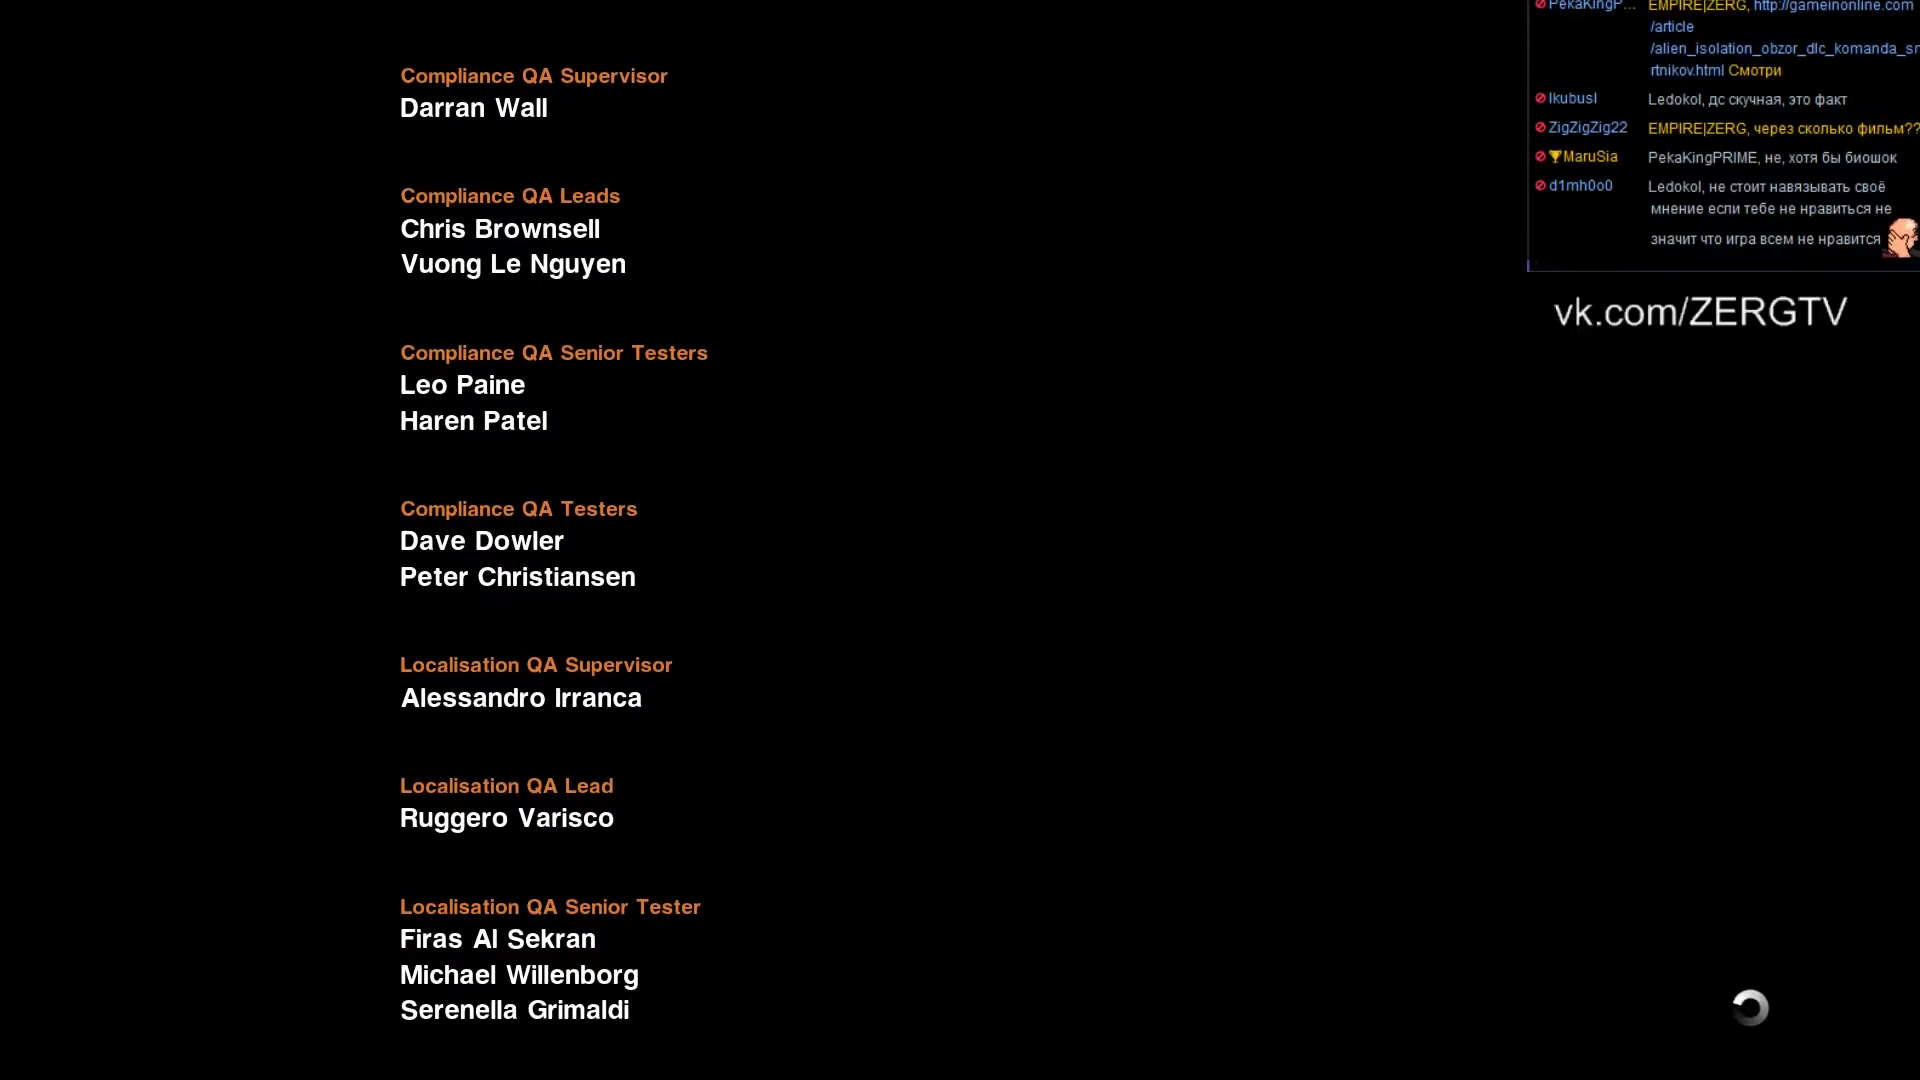 Compliance QA Supervisor
Darran Wall
Compliance QA Leads
Chris Brownsell
Vuong Le Nguyen
Compliance QA Senior Testers
Leo Paine
Haren Patel
Compliance QA Testers
Dave Dowler
Peter Christiansen
Localisation QA Supervisor
Alessandro Irranca
Localisation QA Lead
Ruggero Varisco
Localisation QA Senior Tester
Firas Al Sekran
Michael Willenborg
Serenella Grimaldi
PekaKingP... EMPIRE|ZERG, http://gameinonline.com
/article
/alien_isolation_obzor_dlc_komanda_sm
rtnikov.html Смотри
Ikubusl Ledokol, дс скучная, это факт
ZigZigZig22 EMPIRE|ZERG, через сколько фильм??
MaruSia PekaKingPRIME, не, хотя бы биошок
d1mh0o0 Ledokol, не стоит навязывать своё
мнение если тебе не нравиться не
значит что игра всем не нравится
vk.com/ZERGTV